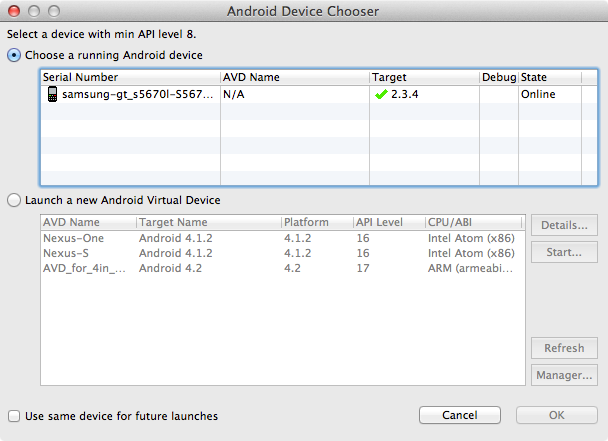 Android Device Chooser
Select a device with min API level 8.
Choose a running Android device
Serial Number AVD Name Target Debug State
samsung-gt_s5670l-S567... N/A 2.3.4 Online
Launch a new Android Virtual Device
AVD Name Target Name Platform API Level CPU/ABI
Nexus-One Android 4.1.2 4.1.2 16 Intel Atom (x86)
Nexus-S Android 4.1.2 4.1.2 16 Intel Atom (x86)
AVD_for_4in_... Android 4.2 4.2 17 ARM (armeabi...
Details...
Start...
Refresh
Manager...
Use same device for future launches
Cancel
OK